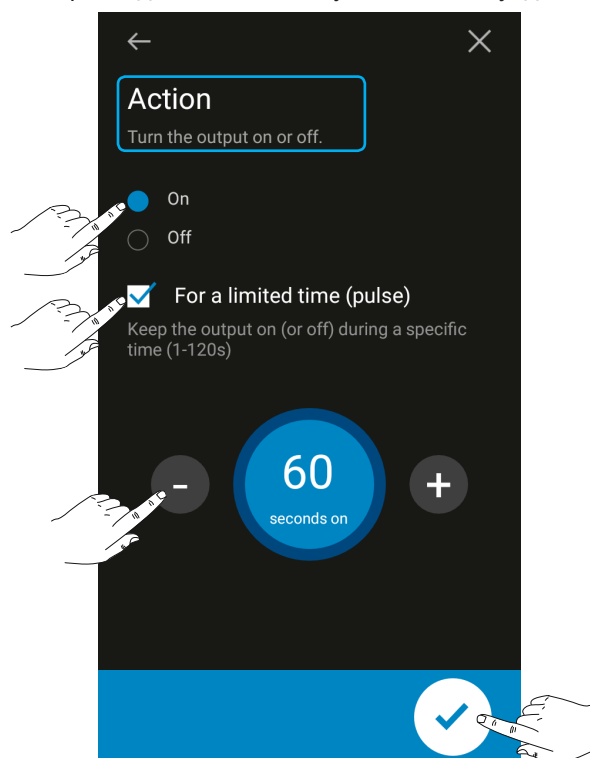 Action
Turn the output on or off.
On
Off
For a limited time (pulse)
Keep the output on (or off) during a specific
time (1-120s)
-
60
+
seconds on